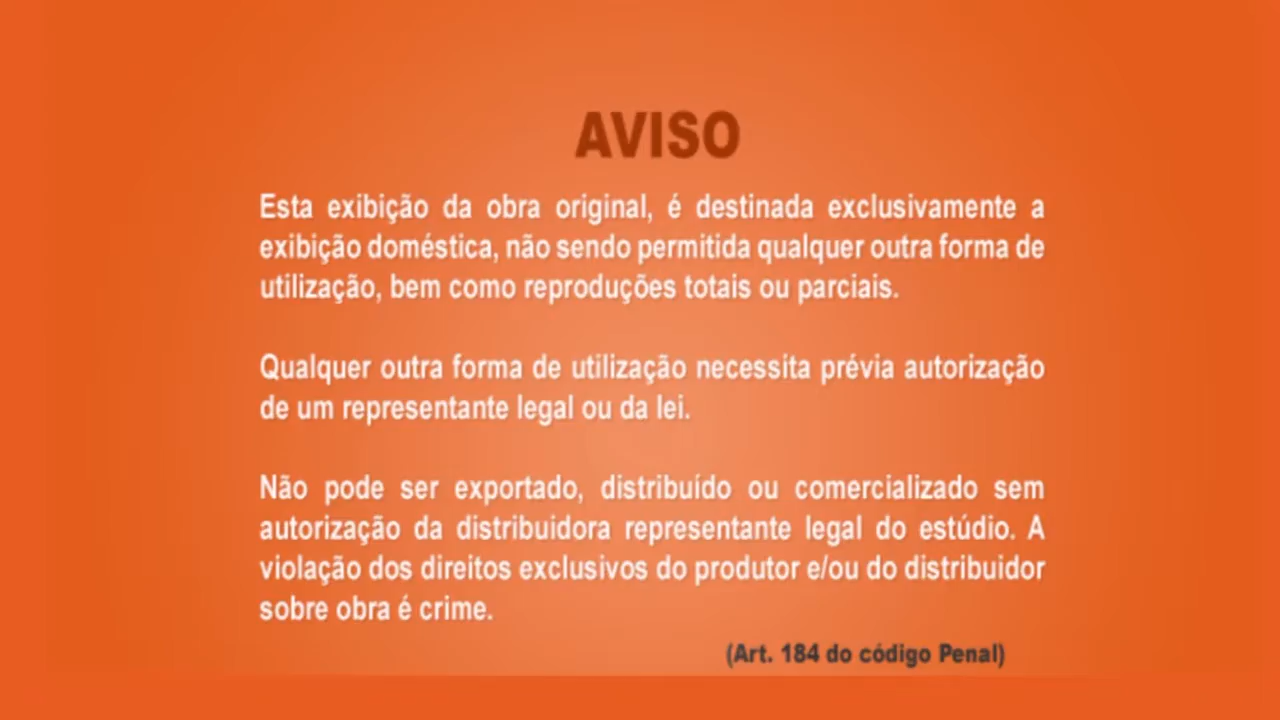 AVISO
Esta exibição da obra original, é destinada exclusivamente a
exibição doméstica, não sendo permitida qualquer outra forma de
utilização, bem como reproduções totais ou parciais.
Qualquer outra forma de utilização necessita prévia autorização
de um representante legal ou da lei.
Não pode ser exportado, distribuído ou comercializado sem
autorização da distribuidora representante legal do estúdio. A
violação dos direitos exclusivos do produtor e/ou do distribuidor
sobre obra é crime.
(Art. 184 do código Penal)